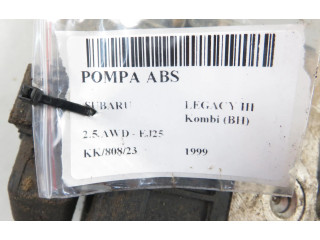 POMPA ABS
SUBARU LEGACY III
Kombi (BH)
2.5 AWD - EJ25
KK/808/23 1999